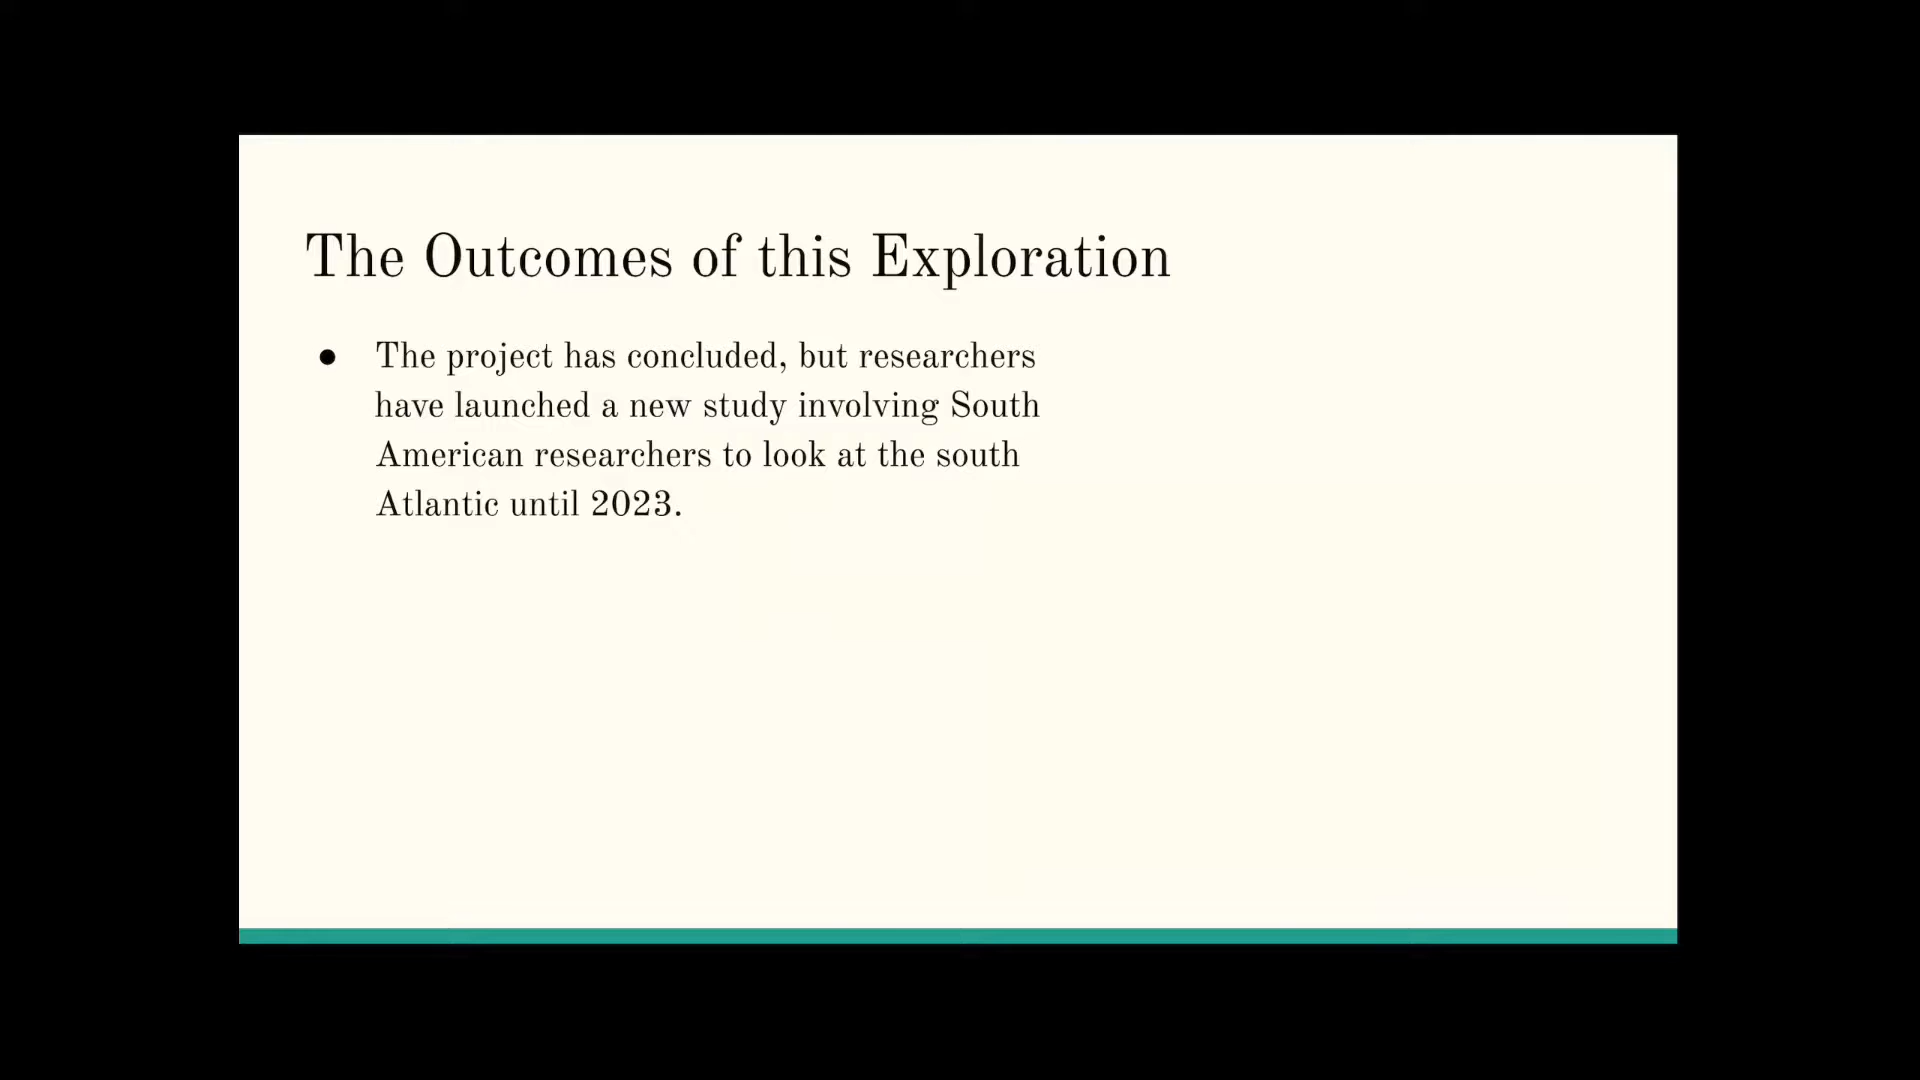 The Outcomes of this Exploration
● The project has concluded, but researchers
have launched a new study involving South
American researchers to look at the south
Atlantic until 2023.